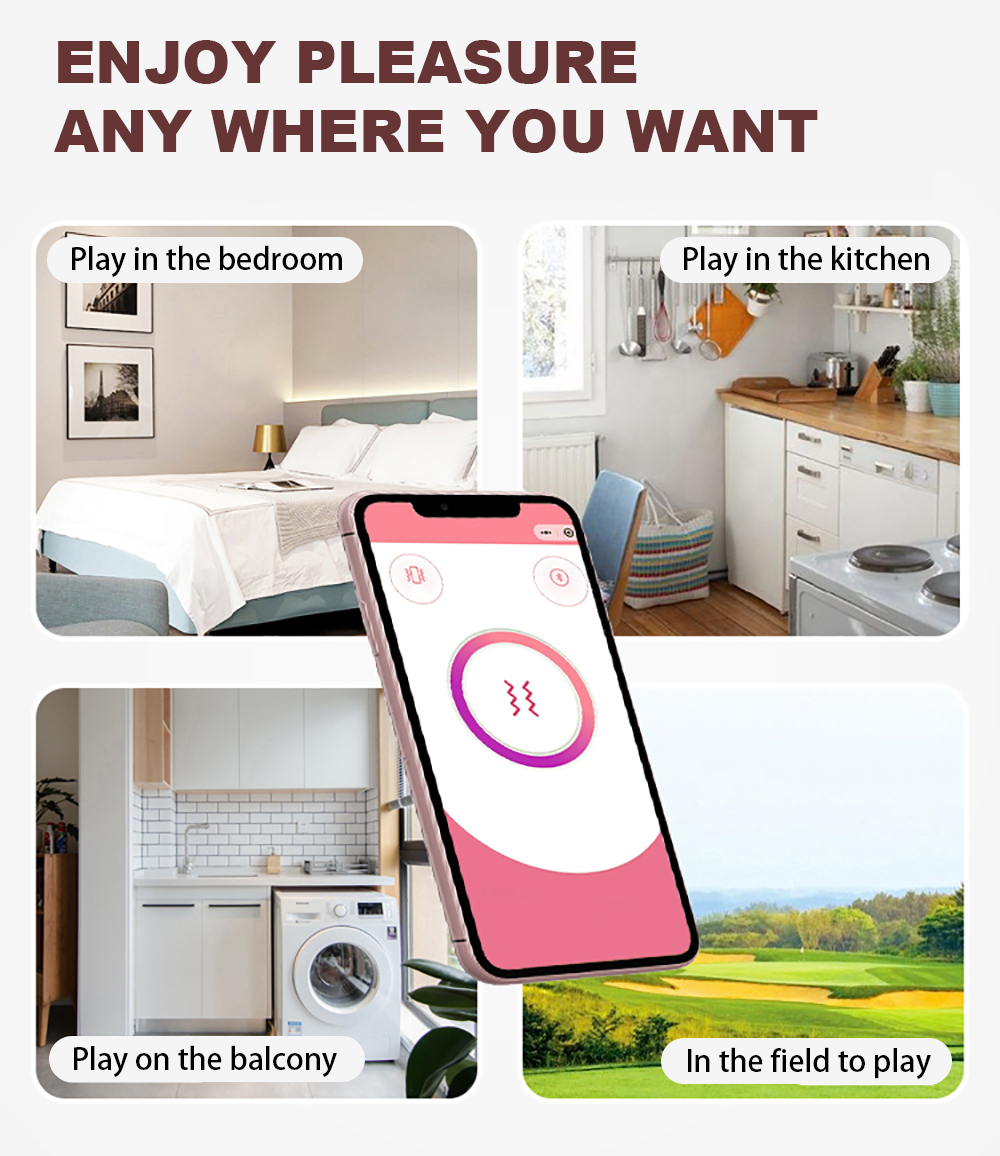 ENJOY PLEASURE
ANY WHERE YOU WANT
Play in the bedroom
Play in the kitchen
Play on the balcony
In the field to play